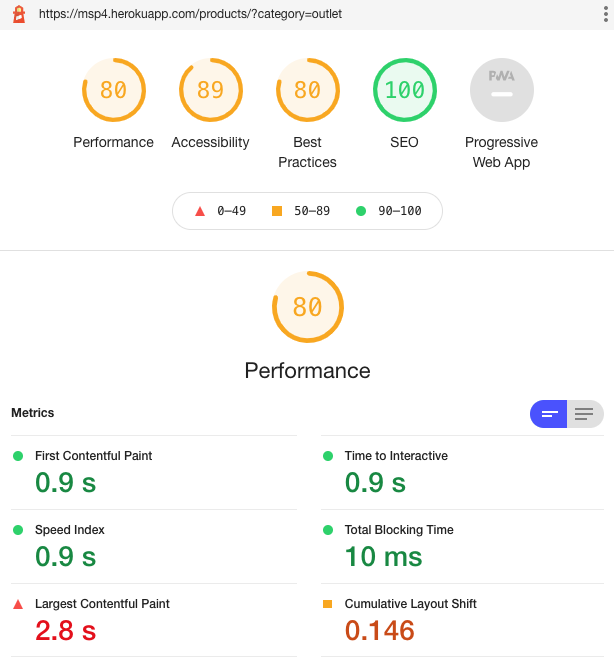 https://msp4.herokuapp.com/products/?category=outlet
80 89 80 100 PWA
Performance Accessibility Best Practices SEO Progressive Web App
0–49 50–89 90–100
80
Performance
Metrics
First Contentful Paint
0.9 s
Time to Interactive
0.9 s
Speed Index
0.9 s
Total Blocking Time
10 ms
Largest Contentful Paint
2.8 s
Cumulative Layout Shift
0.146